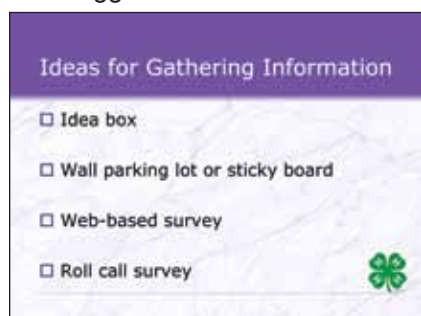 Ideas for Gathering Information
Idea box
Wall parking lot or sticky board
Web-based survey
Roll call survey